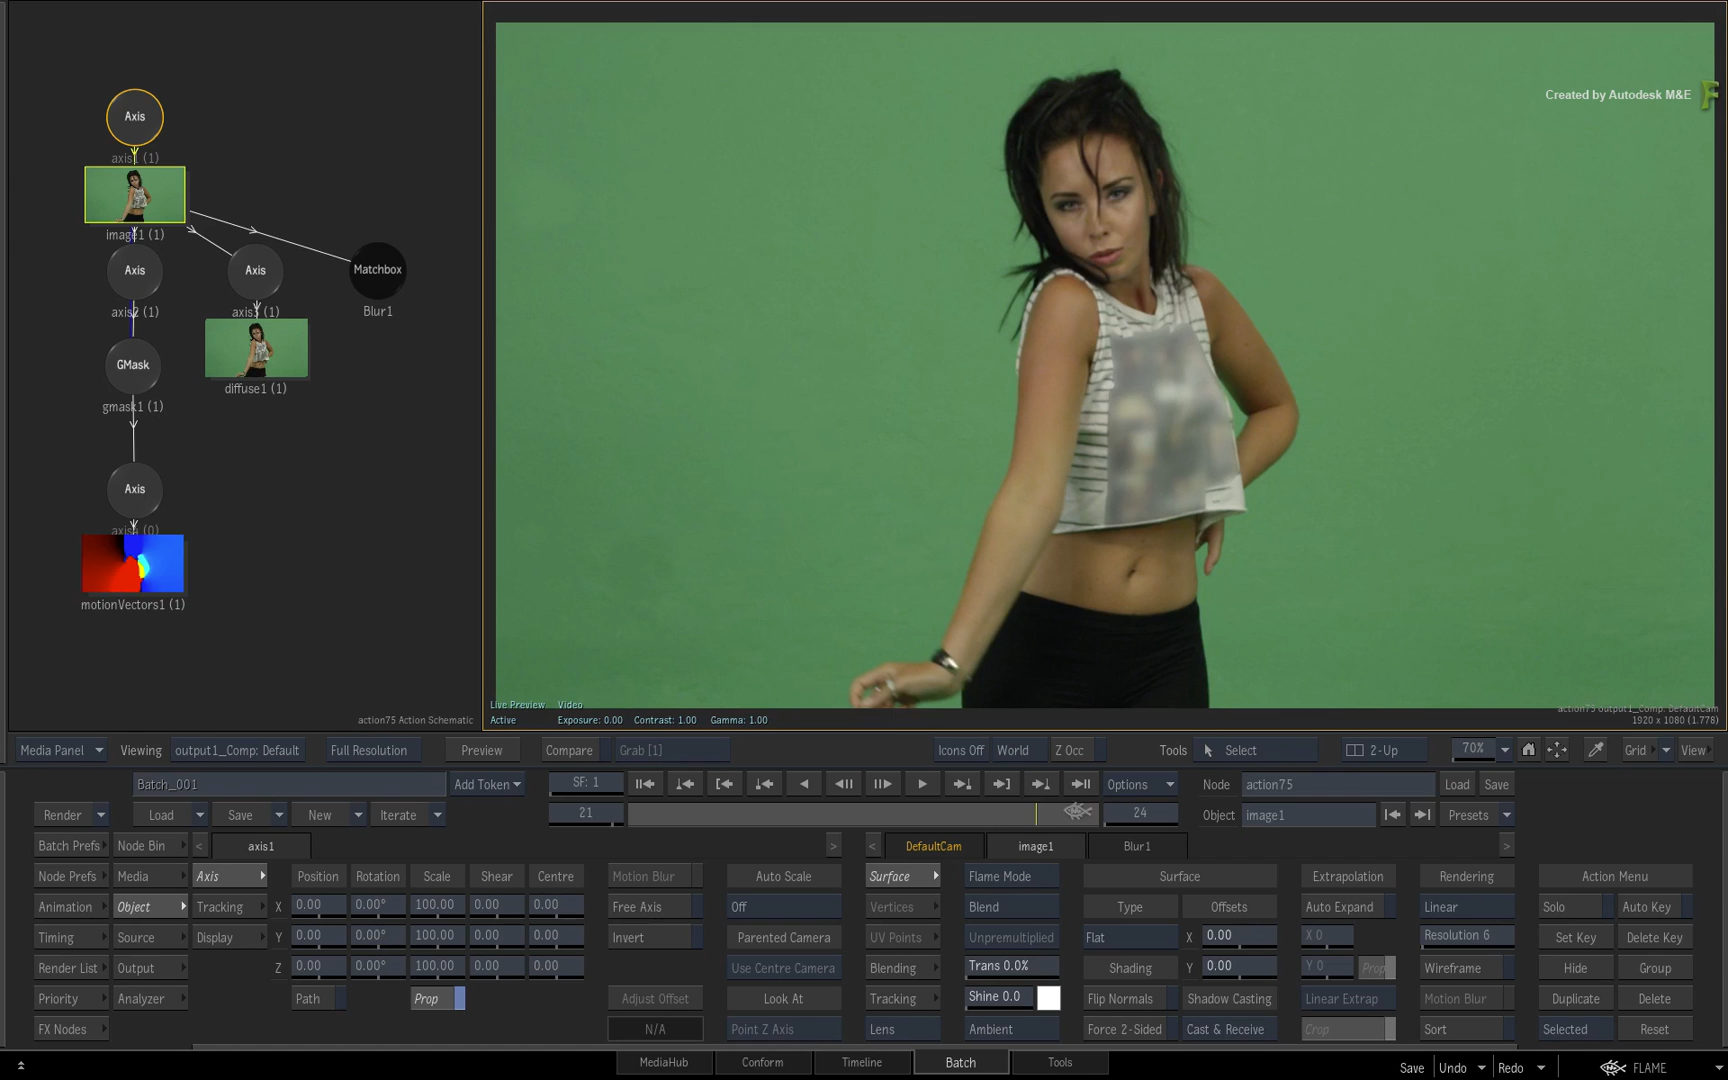 Created by Autodesk M&E
Axis
axis1 (1)
image1 (1)
Axis
Axis
Matchbox
axis2 (1)
axis3 (1)
Blur1
GMask
gmask1 (1)
diffuse1 (1)
Axis
axis4 (0)
motionVectors1 (1)
action75 Action Schematic
Live Preview Video
Active Exposure: 0.00 Contrast: 1.00 Gamma: 1.00
action75 output1_Comp: DefaultCam
1920 x 1080 (1.778)
Media Panel Viewing output1_Comp: Default Full Resolution Preview Compare Grab [1] Icons Off World Z Occ Tools Select 2-Up 70% Grid View
Batch_001 Add Token SF: 1 Options Node action75 Load Save
Render Load Save New Iterate 21 24 Object image1 Presets
Batch Prefs Node Bin < axis1 > < DefaultCam image1 Blur1 >
Node Prefs Media Axis Position Rotation Scale Shear Centre Motion Blur Auto Scale Surface Flame Mode Surface Extrapolation Rendering Action Menu
Animation Object Tracking X 0.00 0.00° 100.00 0.00 0.00 Free Axis Off Vertices Blend Type Offsets Auto Expand Linear Solo Auto Key
Timing Source Display Y 0.00 0.00° 100.00 0.00 0.00 Invert Parented Camera UV Points Unpremultiplied Flat X 0.00 X 0 Resolution 6 Set Key Delete Key
Render List Output Z 0.00 0.00° 100.00 0.00 0.00 Use Centre Camera Blending Trans 0.0% Shading Y 0.00 Y 0 Prop Wireframe Hide Group
Priority Analyzer Path Prop Adjust Offset Look At Tracking Shine 0.0 Flip Normals Shadow Casting Linear Extrap Motion Blur Duplicate Delete
FX Nodes N/A Point Z Axis Lens Ambient Force 2-Sided Cast & Receive Crop Sort Selected Reset
MediaHub Conform Timeline Batch Tools Save Undo Redo FLAME